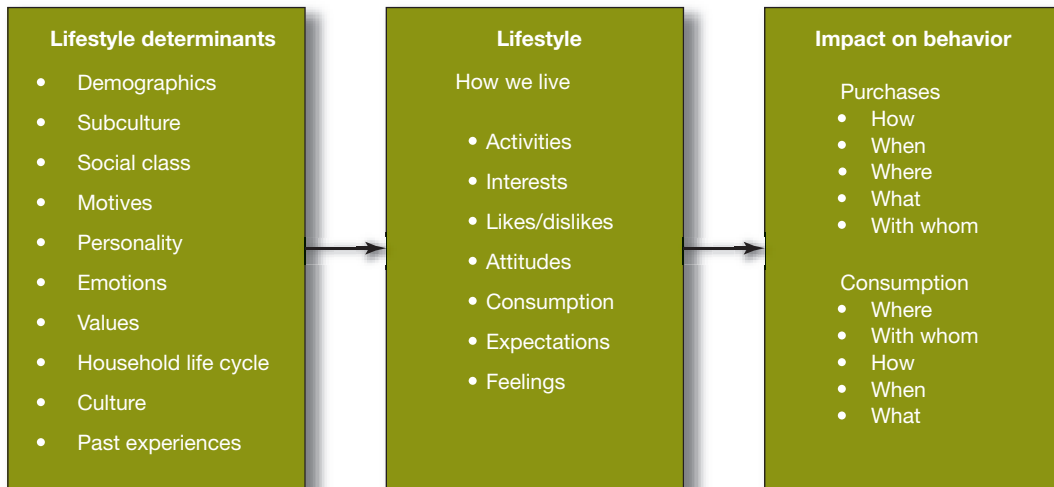 Lifestyle determinants
• Demographics
• Subculture
• Social class
• Motives
• Personality
• Emotions
• Values
• Household life cycle
• Culture
• Past experiences
Lifestyle
How we live
• Activities
• Interests
• Likes/dislikes
• Attitudes
• Consumption
• Expectations
• Feelings
Impact on behavior
Purchases
• How
• When
• Where
• What
• With whom
Consumption
• Where
• With whom
• How
• When
• What